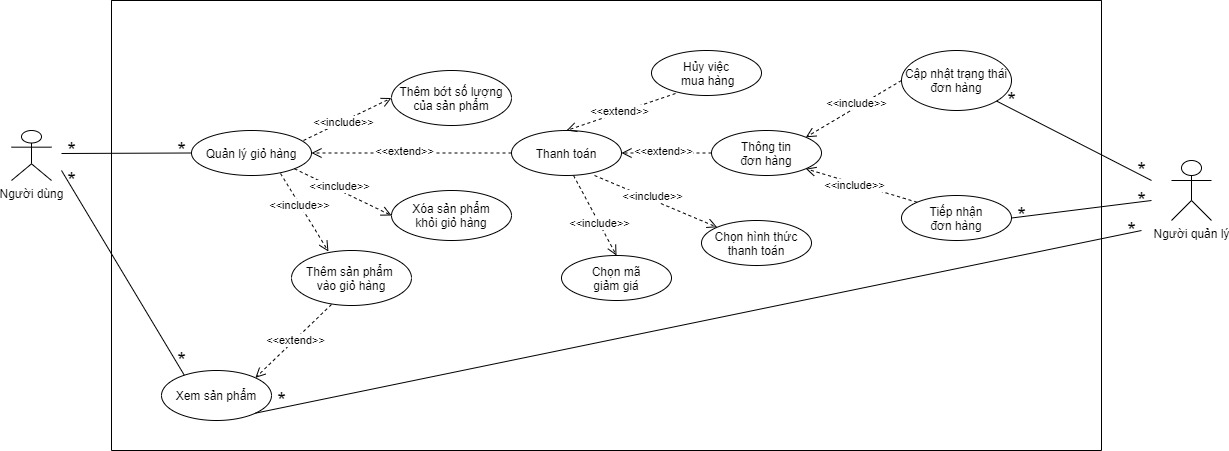 Hủy việc
mua hàng
Cập nhật trạng thái
đơn hàng
Thêm bớt số lượng
của sản phẩm
<<include>>
<<extend>>
<<include>>
*
*
*
Quản lý giỏ hàng
<<extend>>
Thanh toán
<<extend>>
Thông tin
đơn hàng
*
*
Người dùng
<<include>>
<<include>>
<<include>>
Xóa sản phẩm
khỏi giỏ hàng
<<include>>
<<include>>
<<include>>
Tiếp nhận
đơn hàng
*
*
*
Người quản lý
Chọn hình thức
thanh toán
Thêm sản phẩm
vào giỏ hàng
Chọn mã
giảm giá
<<extend>>
*
Xem sản phẩm
*